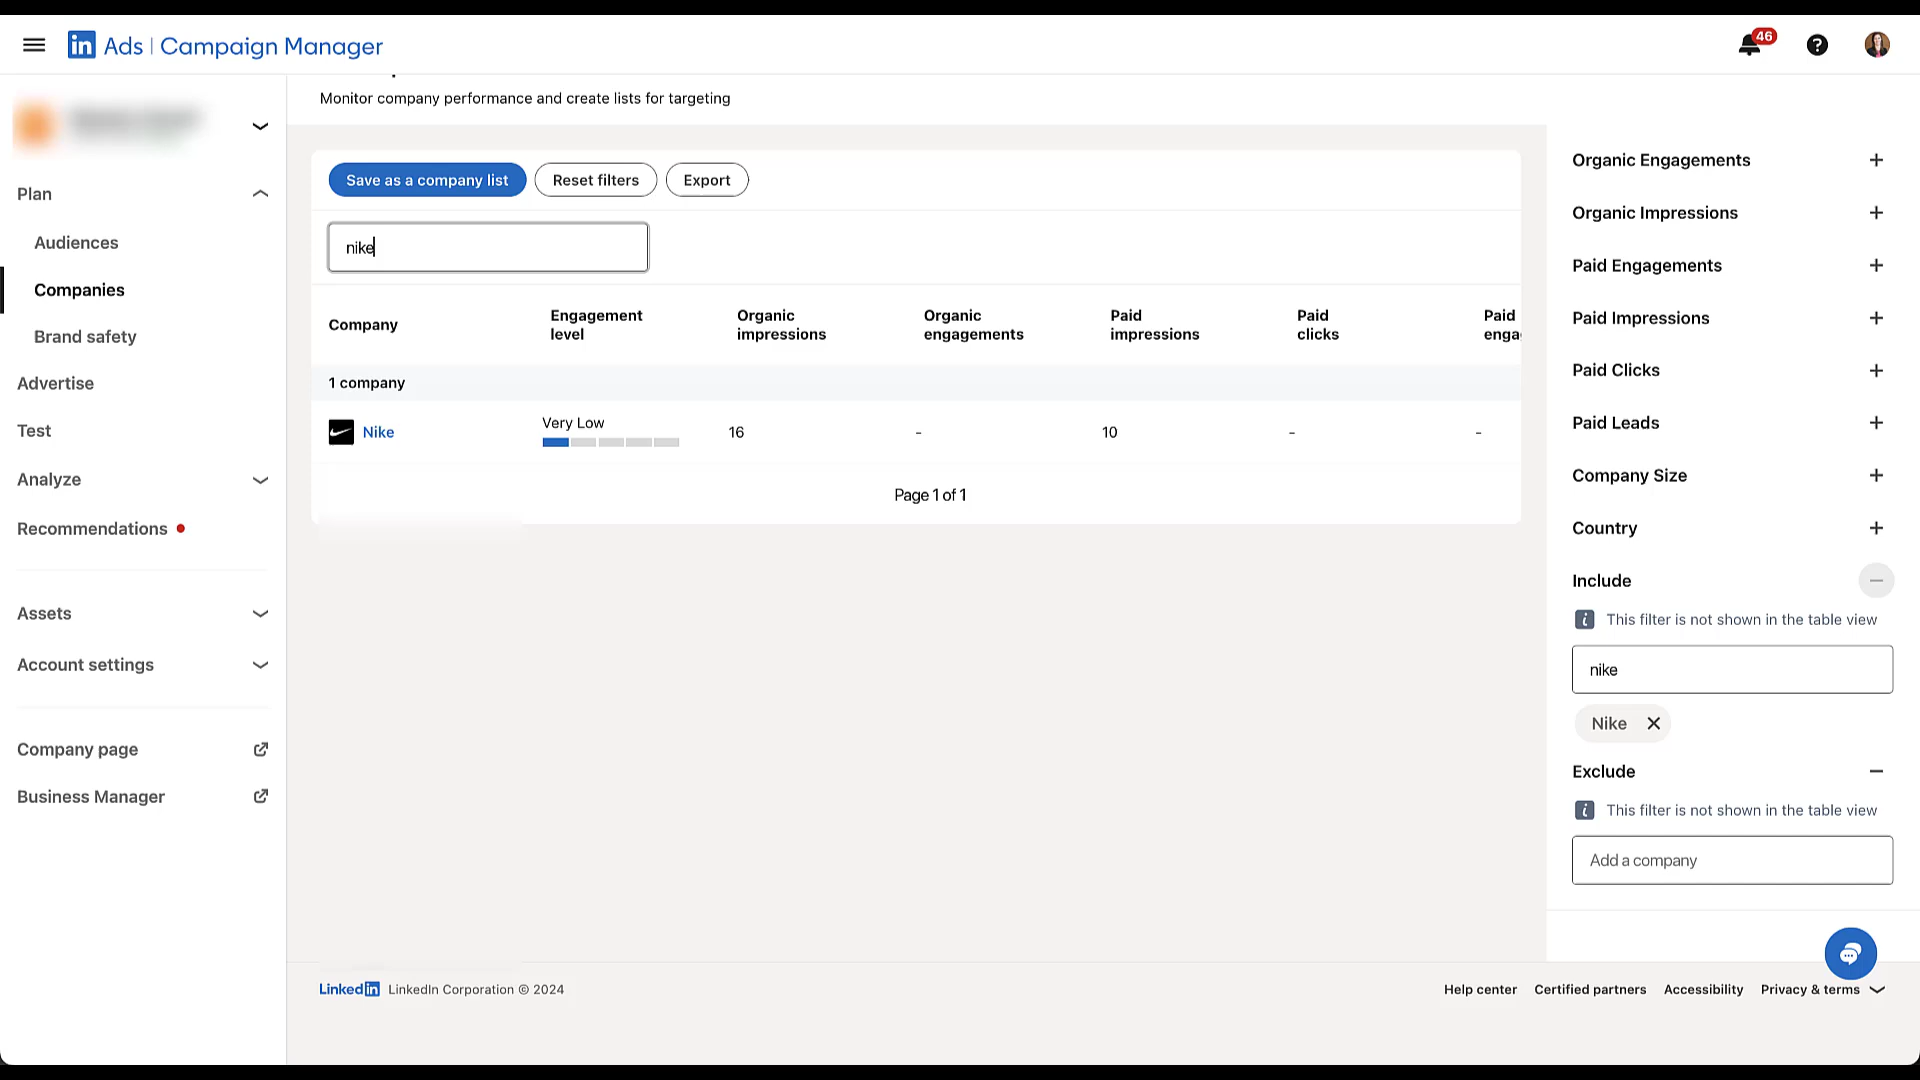 in Ads | Campaign Manager
46
?
Monitor company performance and create lists for targeting
Plan
Audiences
Companies
Brand safety
Advertise
Test
Analyze
Recommendations
Assets
Account settings
Company page
Business Manager
Save as a company list
Reset filters
Export
nike
Company
Engagement level
Organic impressions
Organic engagements
Paid impressions
Paid clicks
Paid
1 company
Nike
Very Low
16
-
10
-
-
Page 1 of 1
Organic Engagements
Organic Impressions
Paid Engagements
Paid Impressions
Paid Clicks
Paid Leads
Company Size
Country
Include
This filter is not shown in the table view
nike
Nike
Exclude
This filter is not shown in the table view
Add a company
LinkedIn LinkedIn Corporation © 2024
Help center
Certified partners
Accessibility
Privacy & terms